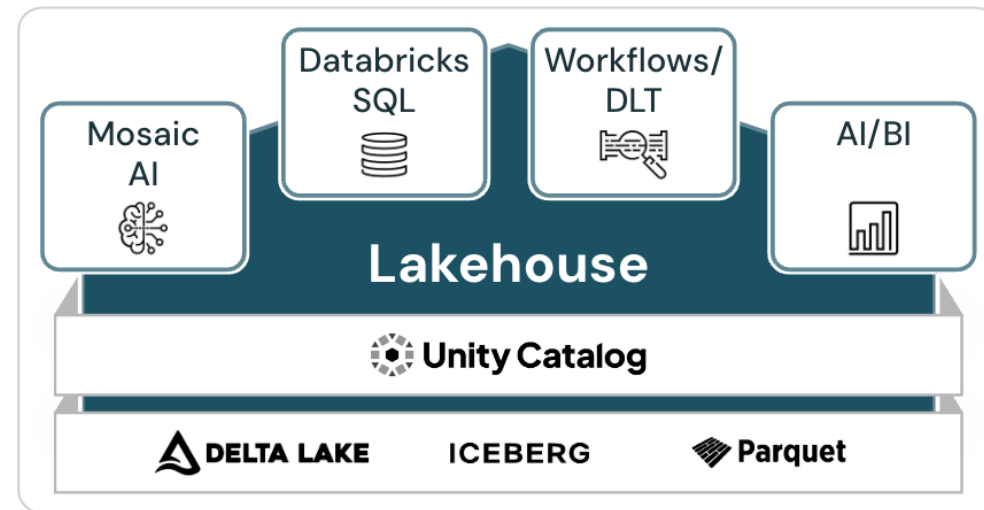 Databricks
SQL
Workflows/
DLT
Mosaic
AI
AI/BI
Lakehouse
Unity Catalog
DELTA LAKE
ICEBERG
Parquet